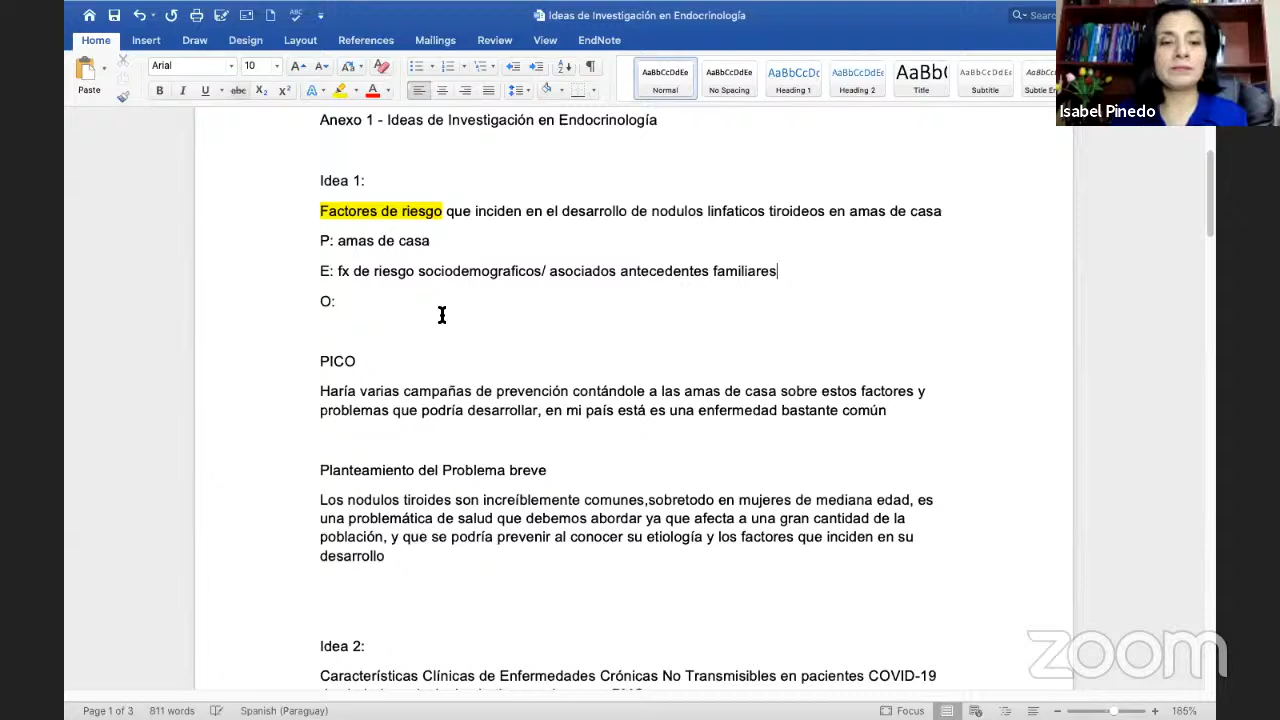 Ideas de Investigación en Endocrinología
Sear
Home Insert Draw Design Layout References Mailings Review View EndNote
Arial 10
Paste
AaBbCcDdEe AaBbCcDdEe AaBbCcDc AaBbCcDdEe AaBb( AaBbCcDdEe AaBbCcDdEe
Normal No Spacing Heading 1 Heading 2 Title Subtitle Subtle En
Isabel Pinedo
Anexo 1 - Ideas de Investigación en Endocrinología
Idea 1:
Factores de riesgo que inciden en el desarrollo de nodulos linfaticos tiroideos en amas de casa
P: amas de casa
E: fx de riesgo sociodemograficos/ asociados antecedentes familiares
O:
PICO
Haría varias campañas de prevención contándole a las amas de casa sobre estos factores y
problemas que podría desarrollar, en mi país está es una enfermedad bastante común
Planteamiento del Problema breve
Los nodulos tiroides son increíblemente comunes,sobretodo en mujeres de mediana edad, es
una problemática de salud que debemos abordar ya que afecta a una gran cantidad de la
población, y que se podría prevenir al conocer su etiología y los factores que inciden en su
desarrollo
Idea 2:
Características Clínicas de Enfermedades Crónicas No Transmisibles en pacientes COVID-19
zoom
Page 1 of 3 811 words Spanish (Paraguay) Focus 185%